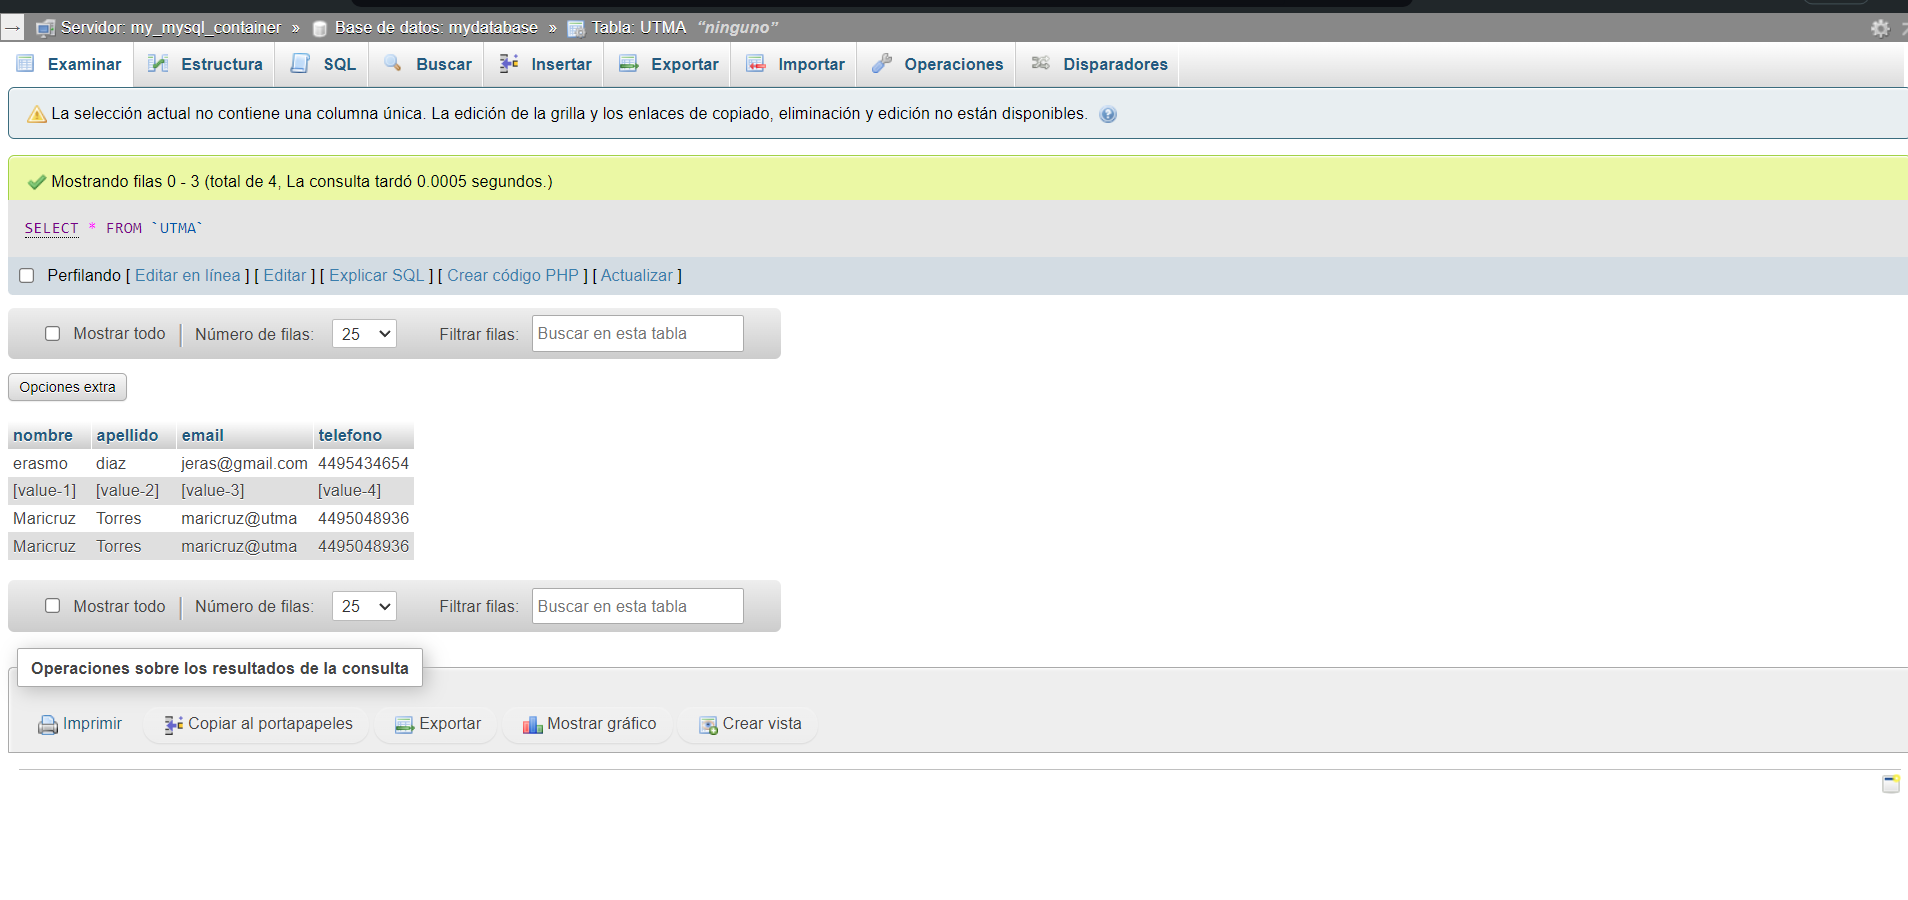 Servidor: my_mysql_container » Base de datos: mydatabase » Tabla: UTMA “ninguno”
Examinar Estructura SQL Buscar Insertar Exportar Importar Operaciones Disparadores
La selección actual no contiene una columna única. La edición de la grilla y los enlaces de copiado, eliminación y edición no están disponibles.
Mostrando filas 0 - 3 (total de 4, La consulta tardó 0.0005 segundos.)
SELECT * FROM `UTMA`
Perfilando [ Editar en línea ] [ Editar ] [ Explicar SQL ] [ Crear código PHP ] [ Actualizar ]
Mostrar todo | Número de filas: 25 Filtrar filas: Buscar en esta tabla
Opciones extra
nombre apellido email telefono
erasmo diaz jeras@gmail.com 4495434654
[value-1] [value-2] [value-3] [value-4]
Maricruz Torres maricruz@utma 4495048936
Maricruz Torres maricruz@utma 4495048936
Mostrar todo | Número de filas: 25 Filtrar filas: Buscar en esta tabla
Operaciones sobre los resultados de la consulta
Imprimir Copiar al portapapeles Exportar Mostrar gráfico Crear vista